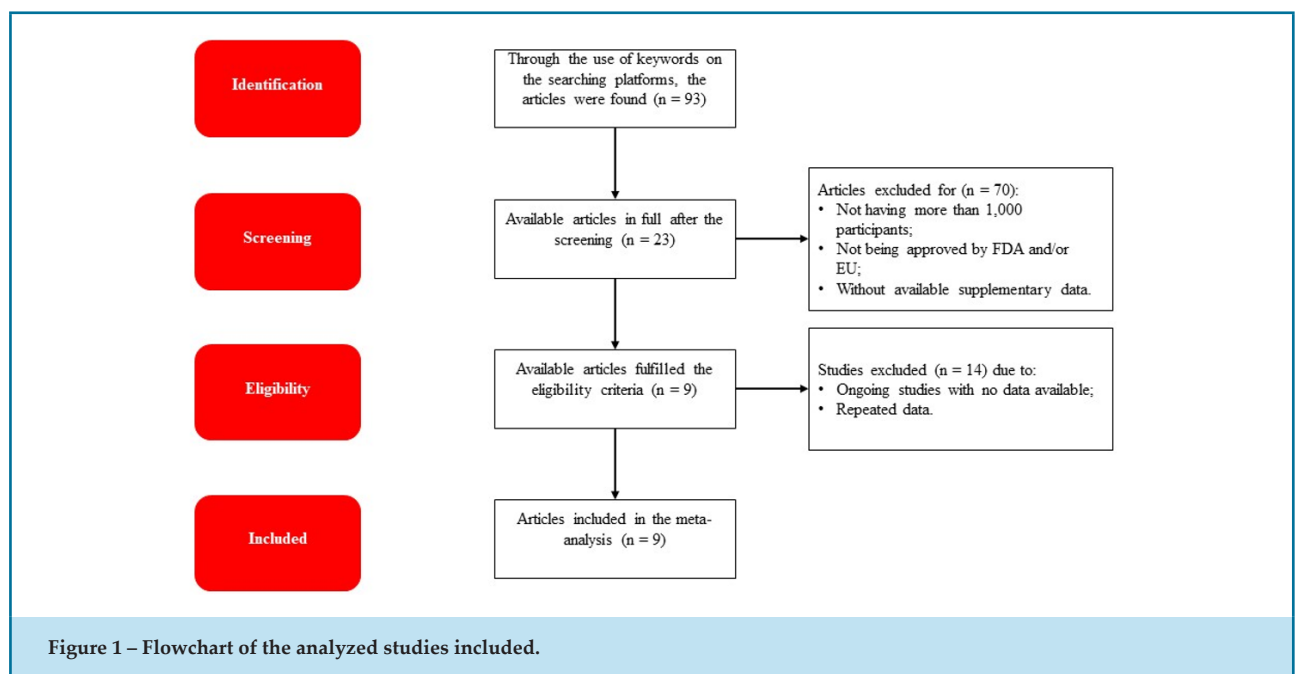 Identification
Through the use of keywords on
the searching platforms, the
articles were found (n = 93)
Screening
Available articles in full after the
screening (n = 23)
Articles excluded for (n = 70):
• Not having more than 1,000
participants;
• Not being approved by FDA and/or
EU;
• Without available supplementary data.
Eligibility
Available articles fulfilled the
eligibility criteria (n = 9)
Studies excluded (n = 14) due to:
• Ongoing studies with no data available;
• Repeated data.
Included
Articles included in the meta-
analysis (n = 9)
Figure 1 – Flowchart of the analyzed studies included.